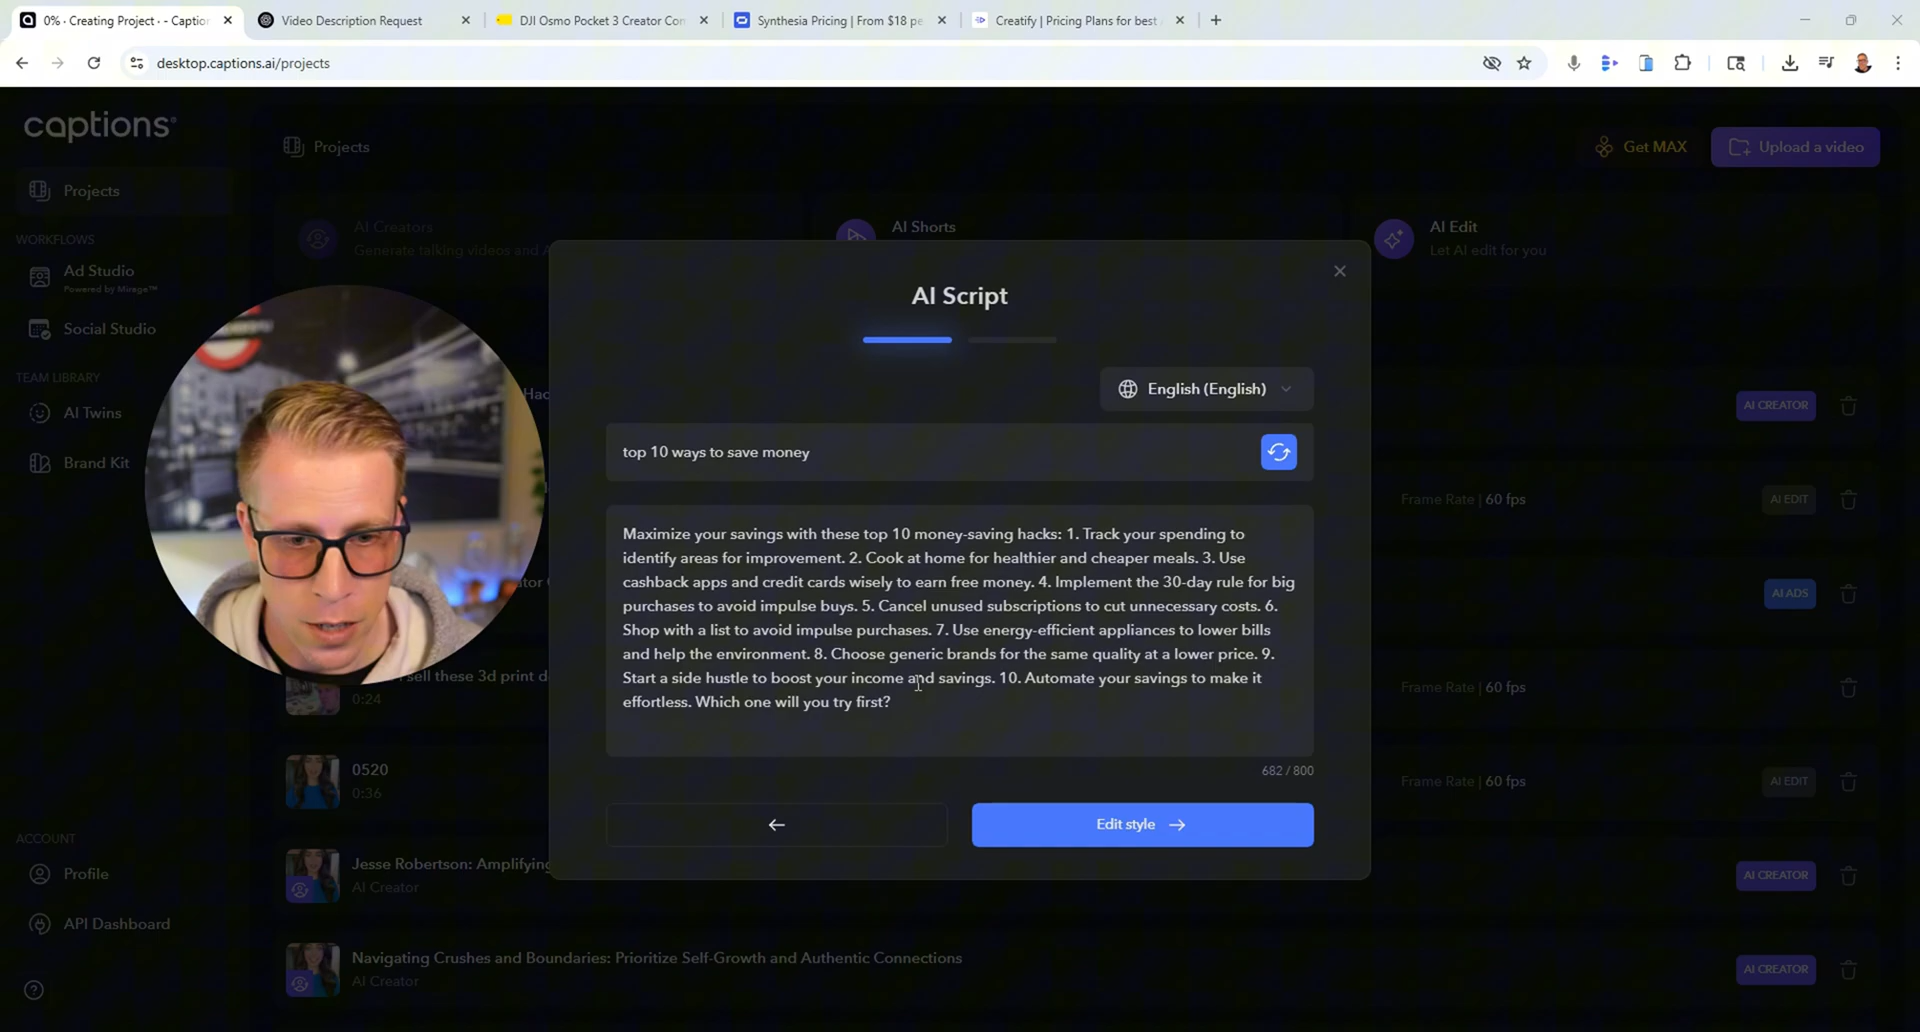 0% · Creating Project · - Captio
Video Description Request
DJI Osmo Pocket 3 Creator Con
Synthesia Pricing | From $18 pe
Creatify | Pricing Plans for best
desktop.captions.ai/projects
captions
Projects
Get MAX
Upload a video
Projects
WORKFLOWS
Ad Studio
Powered by Mirage™
Social Studio
TEAM LIBRARY
AI Twins
Brand Kit
ACCOUNT
Profile
API Dashboard
AI Creators
Generate talking videos and A
AI Shorts
AI Edit
Let AI edit for you
AI Script
English (English)
top 10 ways to save money
Maximize your savings with these top 10 money-saving hacks: 1. Track your spending to
identify areas for improvement. 2. Cook at home for healthier and cheaper meals. 3. Use
cashback apps and credit cards wisely to earn free money. 4. Implement the 30-day rule for big
purchases to avoid impulse buys. 5. Cancel unused subscriptions to cut unnecessary costs. 6.
Shop with a list to avoid impulse purchases. 7. Use energy-efficient appliances to lower bills
and help the environment. 8. Choose generic brands for the same quality at a lower price. 9.
Start a side hustle to boost your income and savings. 10. Automate your savings to make it
effortless. Which one will you try first?
682 / 800
Edit style
Hac
AI CREATOR
Frame Rate | 60 fps
AI EDIT
ator
AI ADS
sell these 3d print d
0:24
Frame Rate | 60 fps
0520
0:36
Frame Rate | 60 fps
AI EDIT
Jesse Robertson: Amplifying
AI Creator
AI CREATOR
Navigating Crushes and Boundaries: Prioritize Self-Growth and Authentic Connections
AI Creator
AI CREATOR